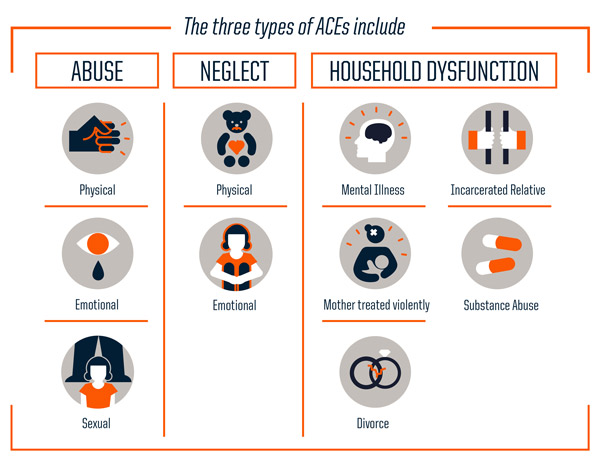 The three types of ACEs include
ABUSE
NEGLECT
HOUSEHOLD DYSFUNCTION
Physical
Physical
Mental Illness
Incarcerated Relative
Emotional
Emotional
Mother treated violently
Substance Abuse
Sexual
Divorce